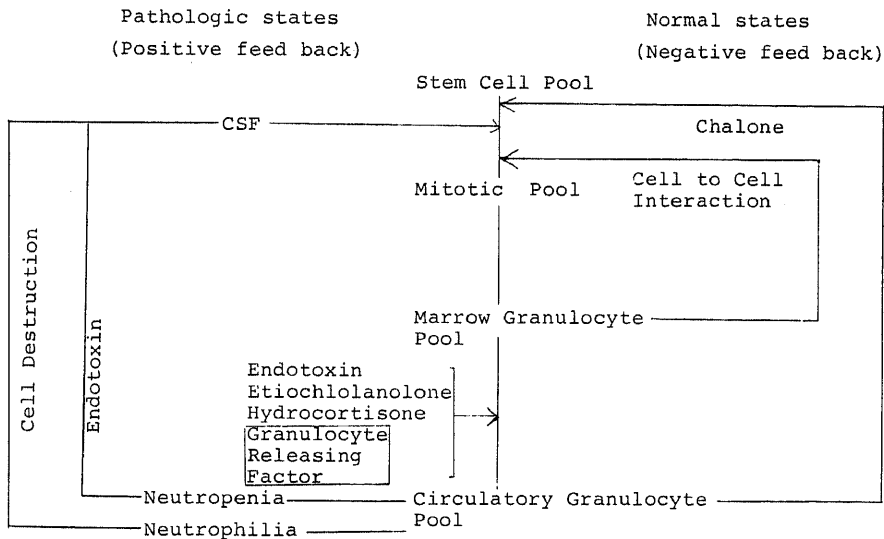 Pathologic states
(Positive feed back)
Normal states
(Negative feed back)
Stem Cell Pool
CSF
Chalone
Mitotic Pool
Cell to Cell
Interaction
Cell Destruction
Endotoxin
Marrow Granulocyte
Pool
Endotoxin
Etiochlolanolone
Hydrocortisone
Granulocyte
Releasing
Factor
Neutropenia
Circulatory Granulocyte
Pool
Neutrophilia